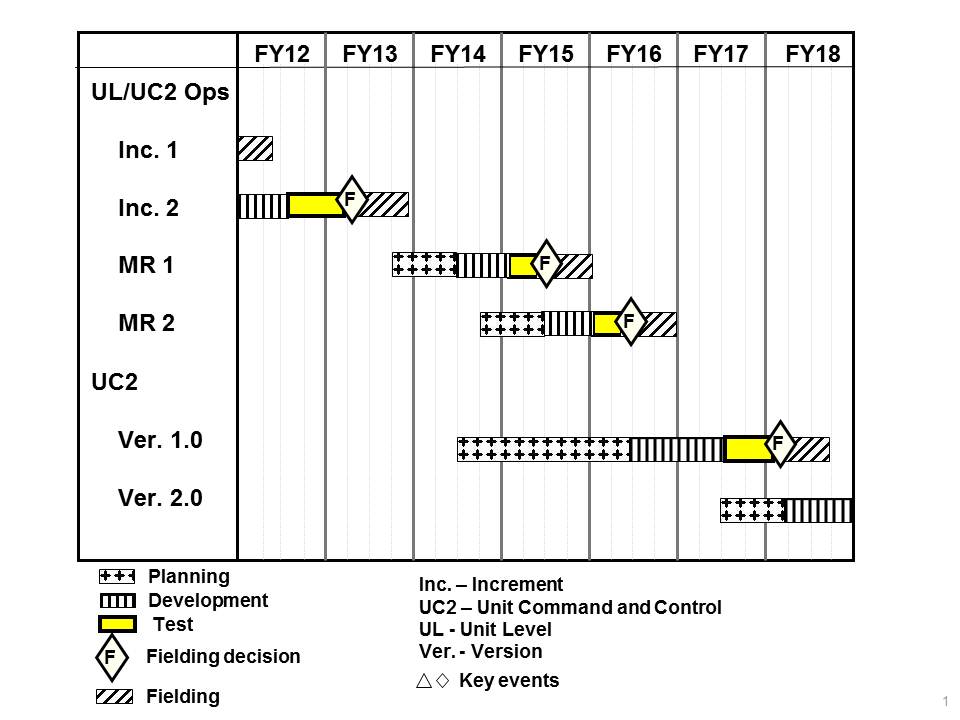 FY12 FY13 FY14 FY15 FY16 FY17 FY18
UL/UC2 Ops
Inc. 1
Inc. 2
F
MR 1
F
MR 2
F
UC2
Ver. 1.0
F
Ver. 2.0
Planning
Development
Test
F Fielding decision
Fielding
Inc. – Increment
UC2 – Unit Command and Control
UL - Unit Level
Ver. - Version
Key events
1